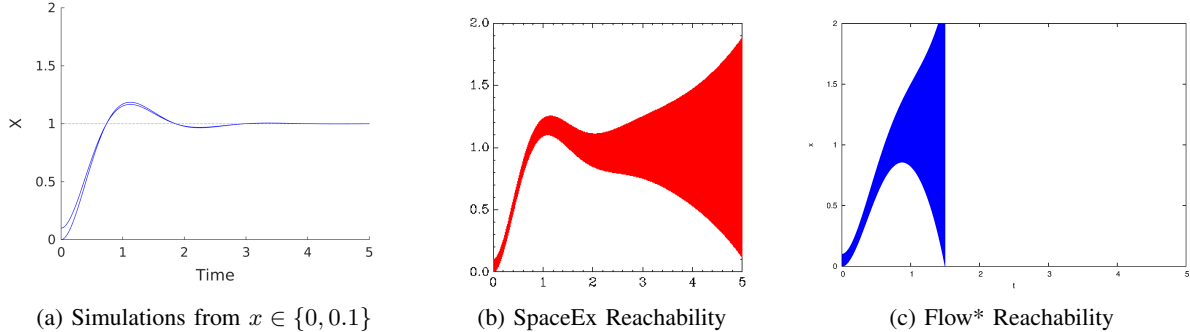 2
1.5
X
1
0.5
0
0 1 2 3 4 5
Time
(a) Simulations from x ∈ {0, 0.1}
2.0
1.5
1.0
0.5
0.0
0 1 2 3 4 5
(b) SpaceEx Reachability
2
1.5
x
1
0.5
0
0 1 2 3 4 5
t
(c) Flow* Reachability